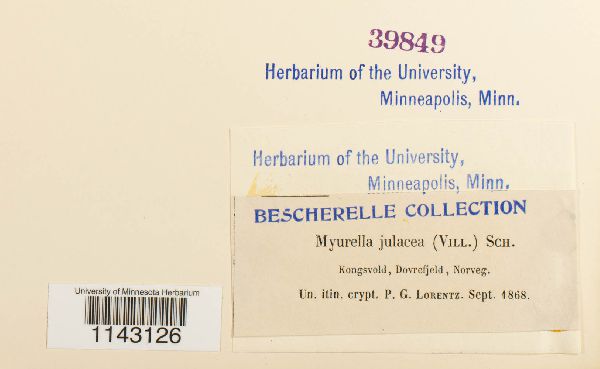 39849
Herbarium of the University,
Minneapolis, Minn.
Herbarium of the University,
Minneapolis, Minn.
BESCHERELLE COLLECTION
Myurella julacea (VILL.) SCH.
Kongsvold, Dovrefjeld, Norveg.
Un. itin. crypt. P. G. LORENTZ. Sept. 1868.
University of Minnesota Herbarium
1143126